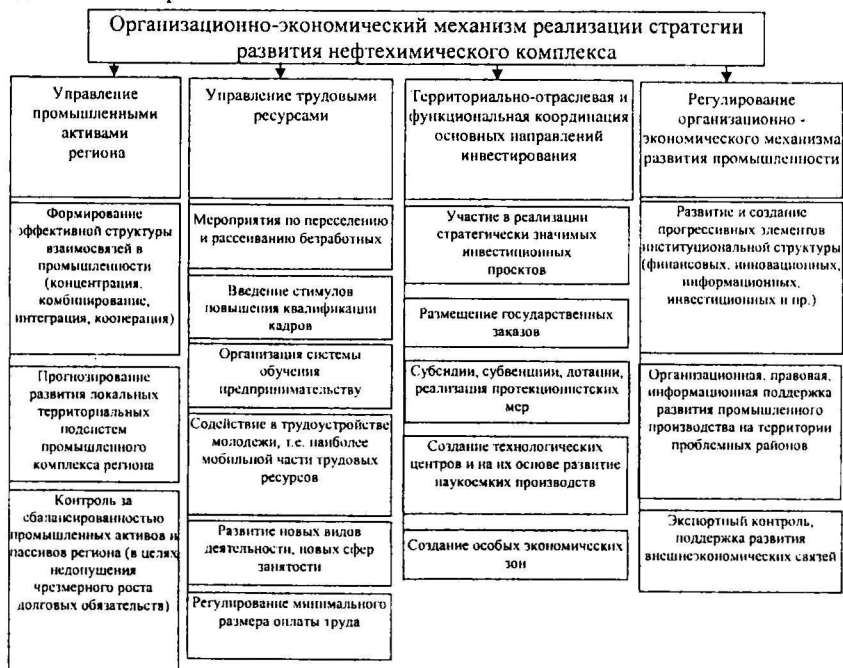 Организационно-экономический механизм реализации стратегии
развития нефтехимического комплекса
Управление
промышленными
активами
региона
Формирование
эффективной структуры
взаимосвязей в
промышленности
(концентрация,
комбинирование,
интеграция, кооперация)
Прогнозирование
развития локальных
территориальных
подсистем
промышленного
комплекса региона
Контроль за
сбалансированностью
промышленных активов и
пассивов региона (в целях
недопущения
чрезмерного роста
долговых обязательств)
Управление трудовыми
ресурсами
Мероприятия по переселению
и рассеиванию безработных
Введение стимулов
повышения квалификации
кадров
Организация системы
обучения
предпринимательству
Содействие в трудоустройстве
молодежи, т.е. наиболее
мобильной части трудовых
ресурсов
Развитие новых видов
деятельности, новых сфер
занятости
Регулирование минимального
размера оплаты труда
Территориально-отраслевая и
функциональная координация
основных направлений
инвестирования
Участие в реализации
стратегически значимых
инвестиционных
проектов
Размещение государственных
заказов
Субсидии, субвенции, дотации,
реализация протекционистских
мер
Создание технологических
центров и на их основе развитие
наукоемких производств
Создание особых экономических
зон
Регулирование
организационно -
экономического механизма
развития промышленности
Развитие и создание
прогрессивных элементов
институциональной структуры
(финансовых, инновационных,
информационных,
инвестиционных и пр.)
Организационная, правовая,
информационная поддержка
развития промышленного
производства на территории
проблемных районов
Экспортный контроль,
поддержка развития
внешнеэкономических связей